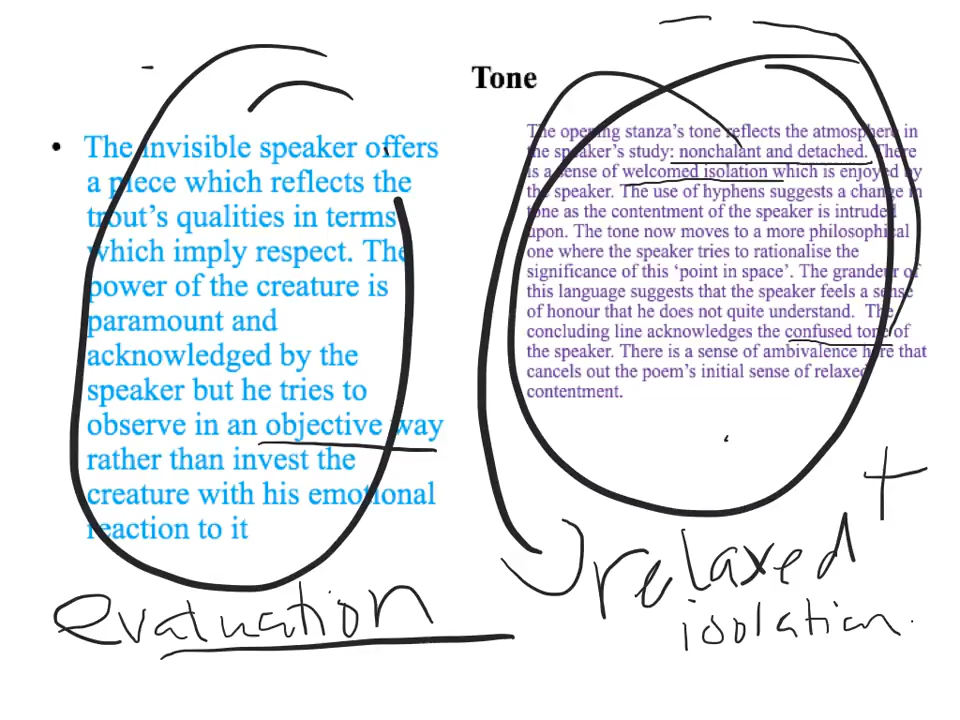 • The invisible speaker offers
a piece which reflects the
trout's qualities in terms
which imply respect. The
power of the creature is
paramount and
acknowledged by the
speaker but he tries to
observe in an objective way
rather than invest the
creature with his emotional
reaction to it
evaluation
Tone
The opening stanza's tone reflects the atmosphere in
the speaker's study: nonchalant and detached. There
is a sense of welcomed isolation which is enjoyed by
the speaker. The use of hyphens suggests a change in
tone as the contentment of the speaker is intruded
upon. The tone now moves to a more philosophical
one where the speaker tries to rationalise the
significance of this 'point in space'. The grandeur of
this language suggests that the speaker feels a sense
of honour that he does not quite understand. The
concluding line acknowledges the confused tone of
the speaker. There is a sense of ambivalence here that
cancels out the poem's initial sense of relaxed
contentment.
relaxed +
isolation.